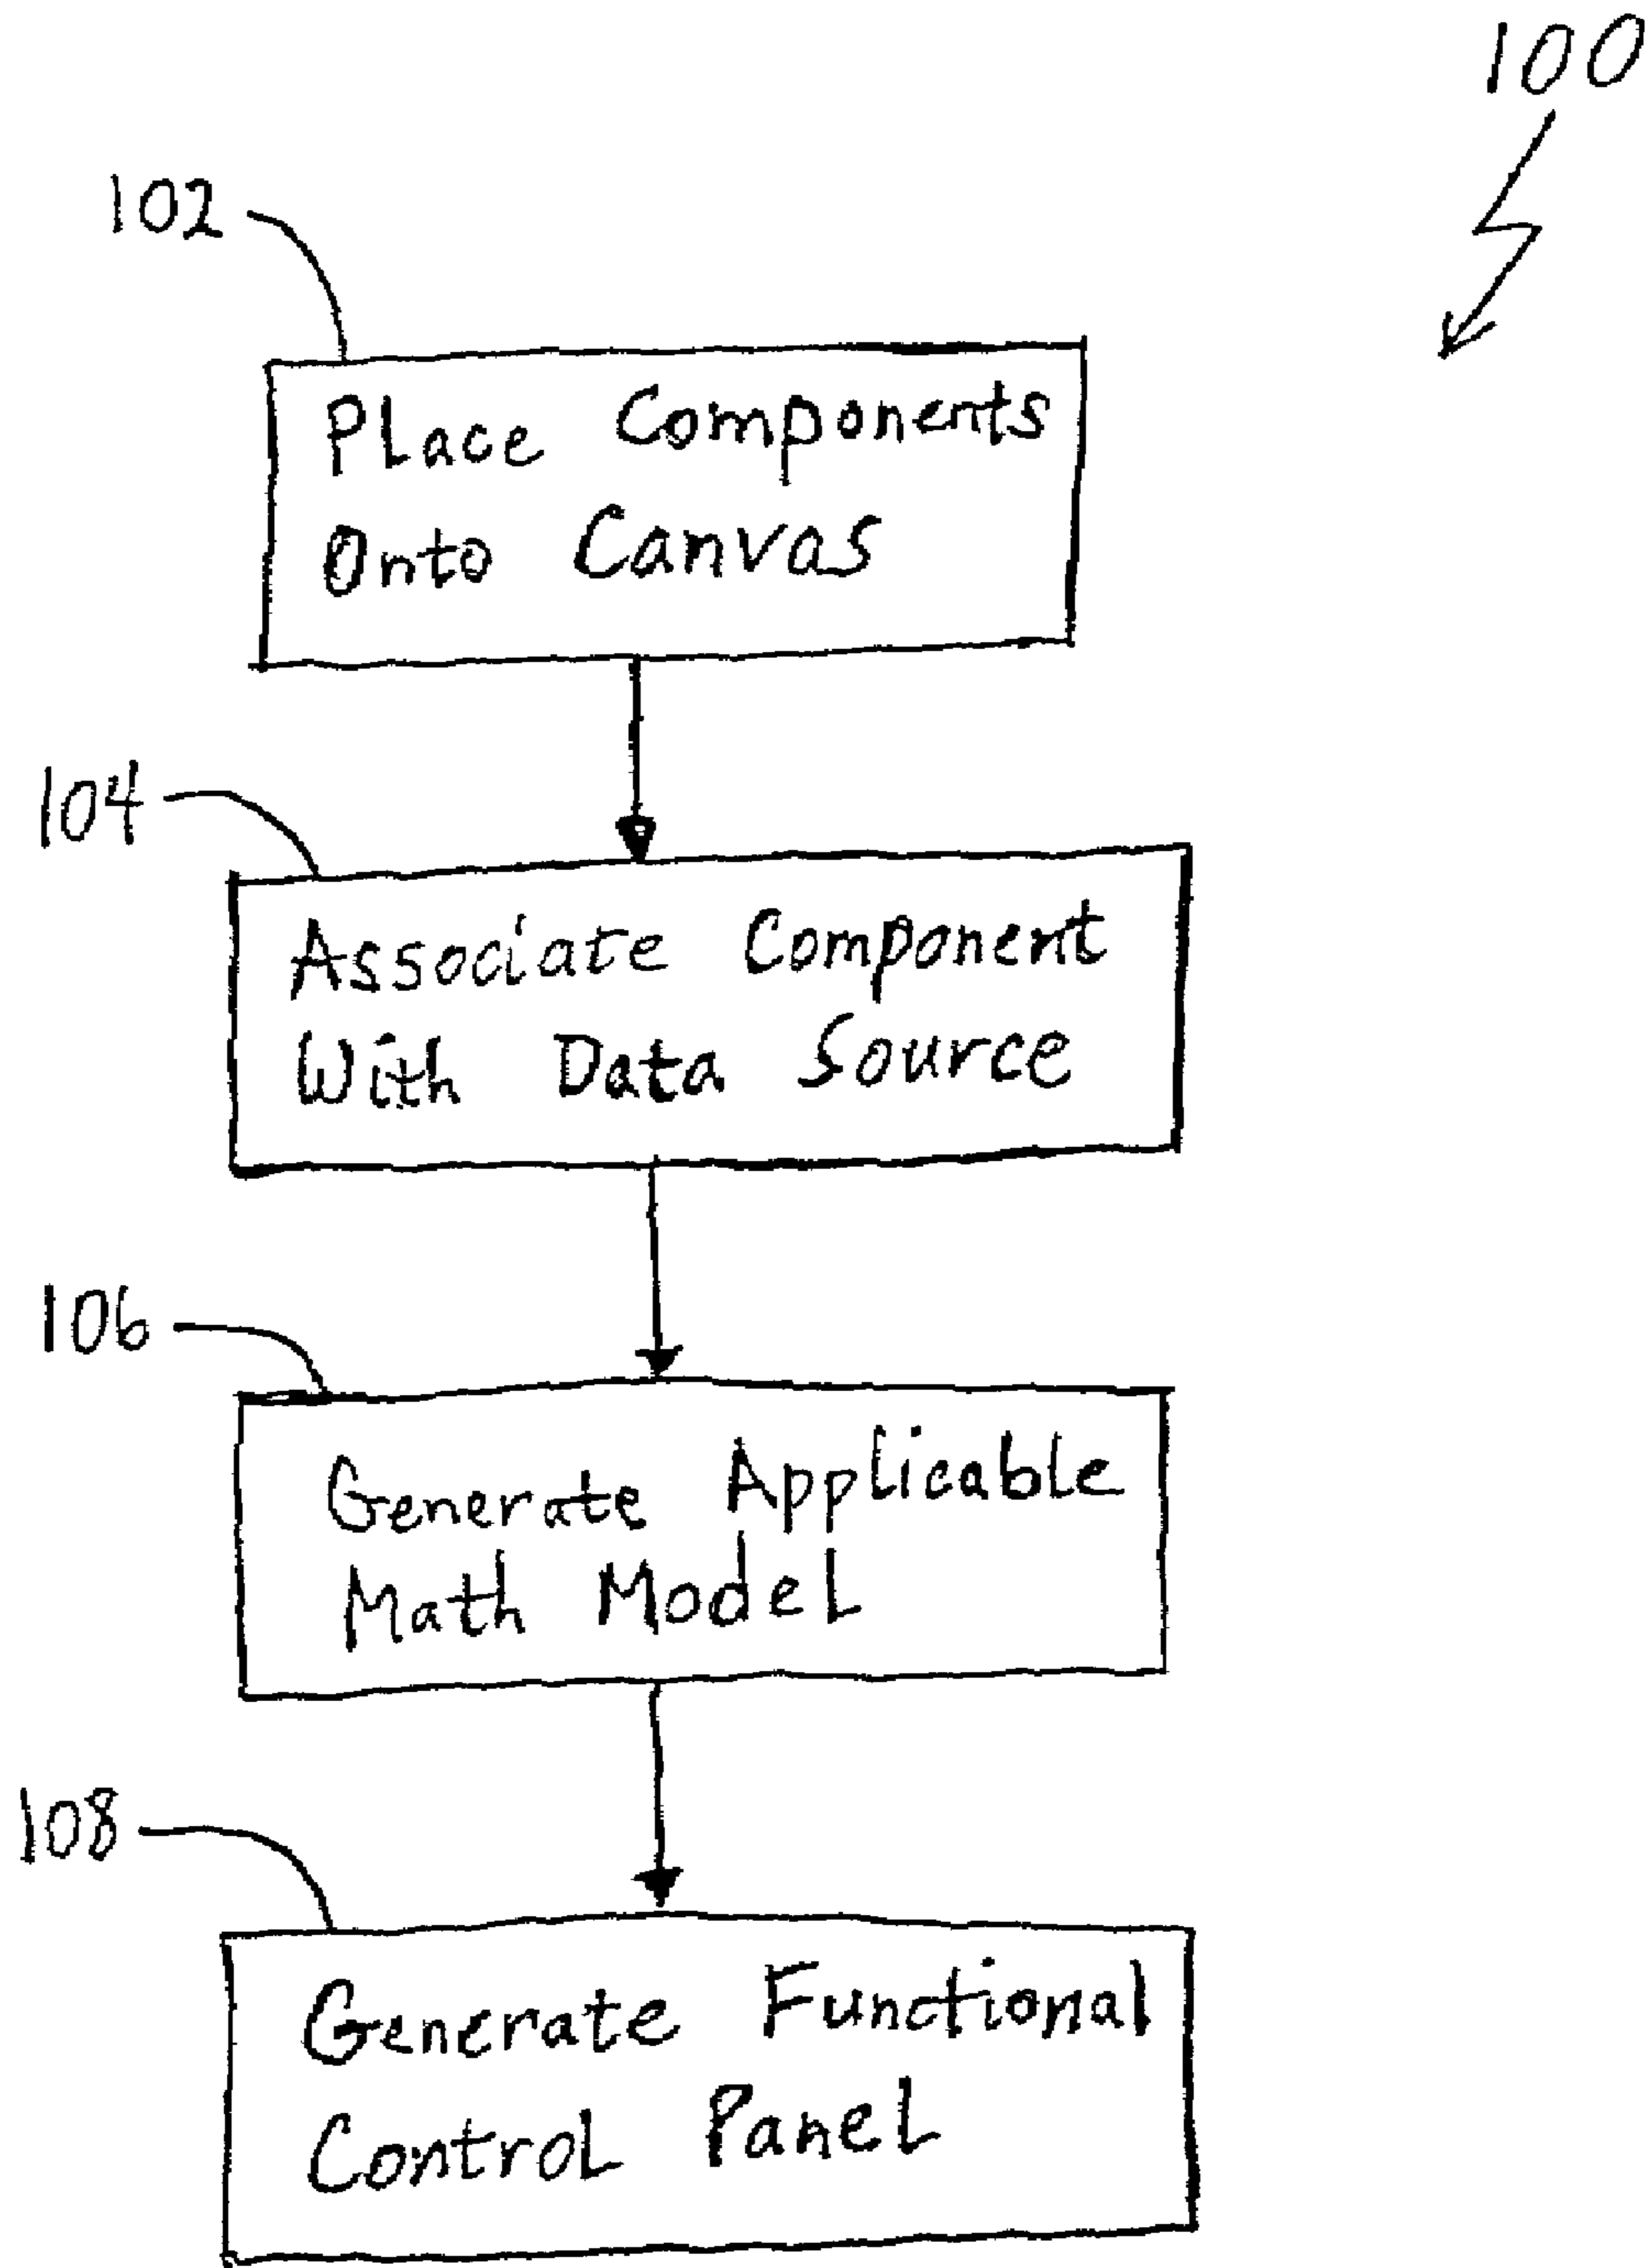 100
102
Place Components
Onto Canvas
104
Associate Component
With Data Source
106
Generate Applicable
Math Model
108
Generate Functional
Control Panel